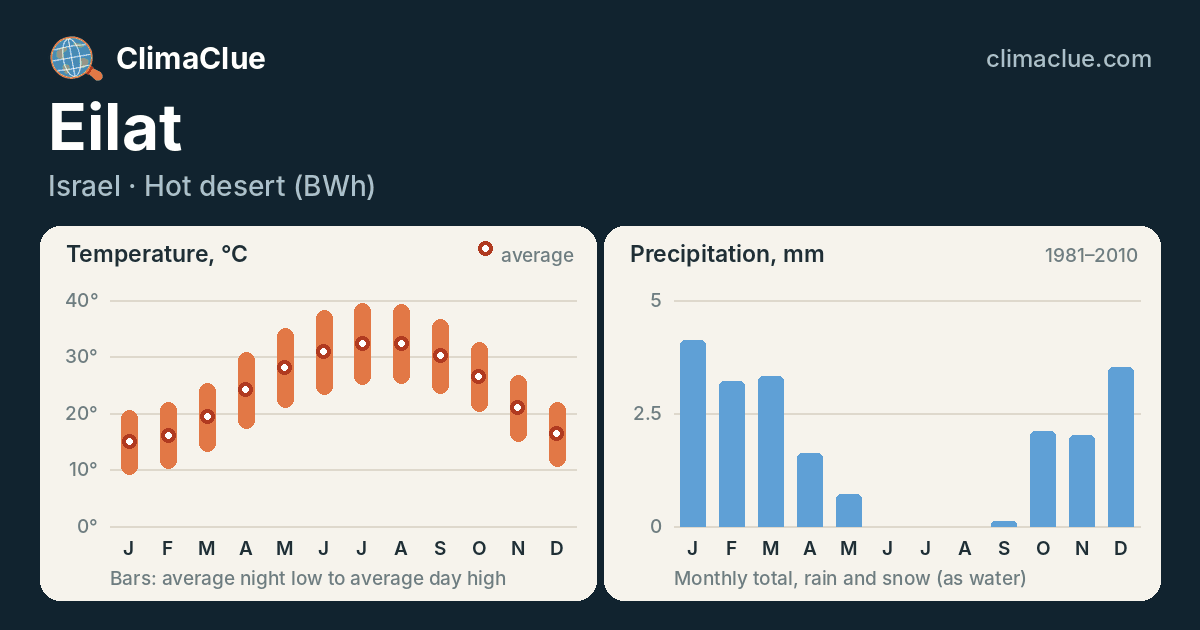 ClimaClue
climaclue.com
Eilat
Israel · Hot desert (BWh)
Temperature, °C
average
40°
30°
20°
10°
0°
J F M A M J J A S O N D
Bars: average night low to average day high
Precipitation, mm
1981–2010
5
2.5
0
J F M A M J J A S O N D
Monthly total, rain and snow (as water)